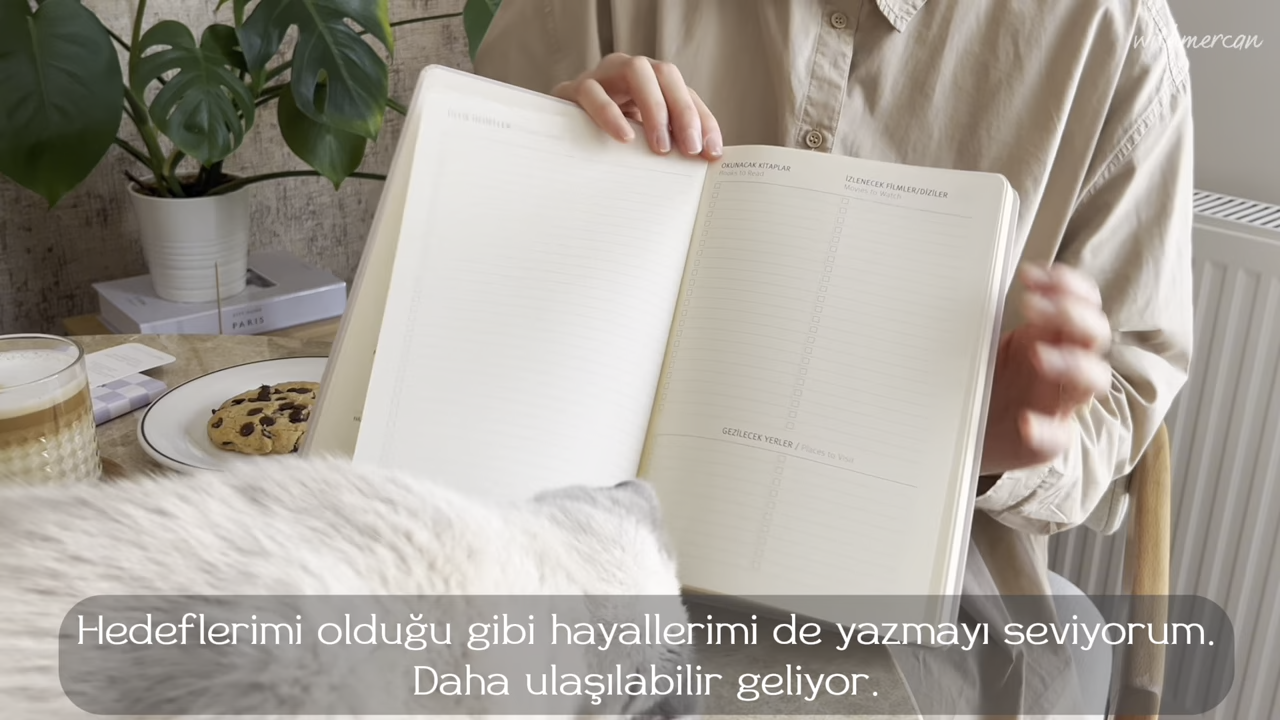 withmercan
OKUNACAK KİTAPLAR
Books to Read
İZLENECEK FİLMLER/DİZİLER
Movies to Watch
GEZİLECEK YERLER / Places to Visit
PARIS
Hedeflerimi olduğu gibi hayallerimi de yazmayı seviyorum.
Daha ulaşılabilir geliyor.